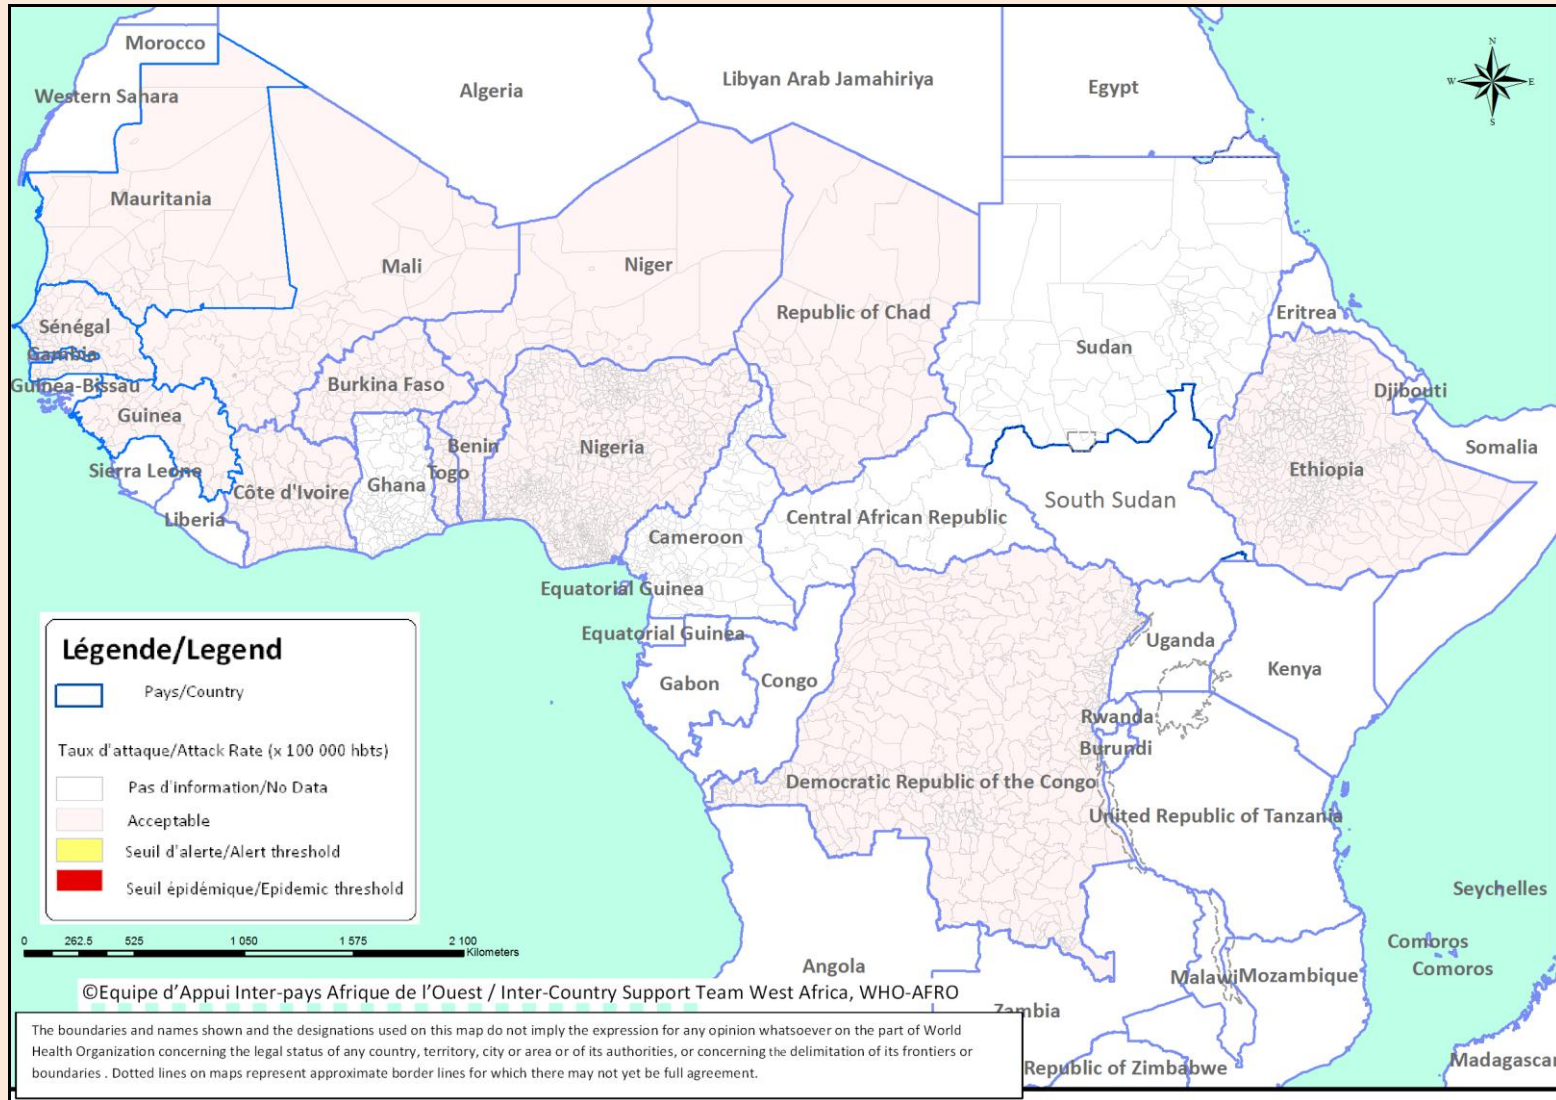 Morocco
Algeria
Libyan Arab Jamahiriya
Egypt
N
W
E
S
Western Sahara
Mauritania
Mali
Niger
Republic of Chad
Sudan
Eritrea
Sénégal
Gambia
Guinea-Bissau
Guinea
Burkina Faso
Djibouti
Sierra Leone
Côte d'Ivoire
Ghana
Togo
Benin
Nigeria
Somalia
Ethiopia
Liberia
Cameroon
Central African Republic
South Sudan
Equatorial Guinea
Equatorial Guinea
Gabon
Congo
Uganda
Kenya
Rwanda
Burundi
Democratic Republic of the Congo
United Republic of Tanzania
Seychelles
Comoros
Comoros
Angola
Malawi
Mozambique
Zambia
Republic of Zimbabwe
Madagascar
Légende/Legend
Pays/Country
Taux d'attaque/Attack Rate (x 100 000 hbts)
Pas d'information/No Data
Acceptable
Seuil d'alerte/Alert threshold
Seuil épidémique/Epidemic threshold
0 262.5 525 1 050 1 575 2 100
Kilometers
©Equipe d'Appui Inter-pays Afrique de l'Ouest / Inter-Country Support Team West Africa, WHO-AFRO
The boundaries and names shown and the designations used on this map do not imply the expression for any opinion whatsoever on the part of World
Health Organization concerning the legal status of any country, territory, city or area or of its authorities, or concerning the delimitation of its frontiers or
boundaries . Dotted lines on maps represent approximate border lines for which there may not yet be full agreement.